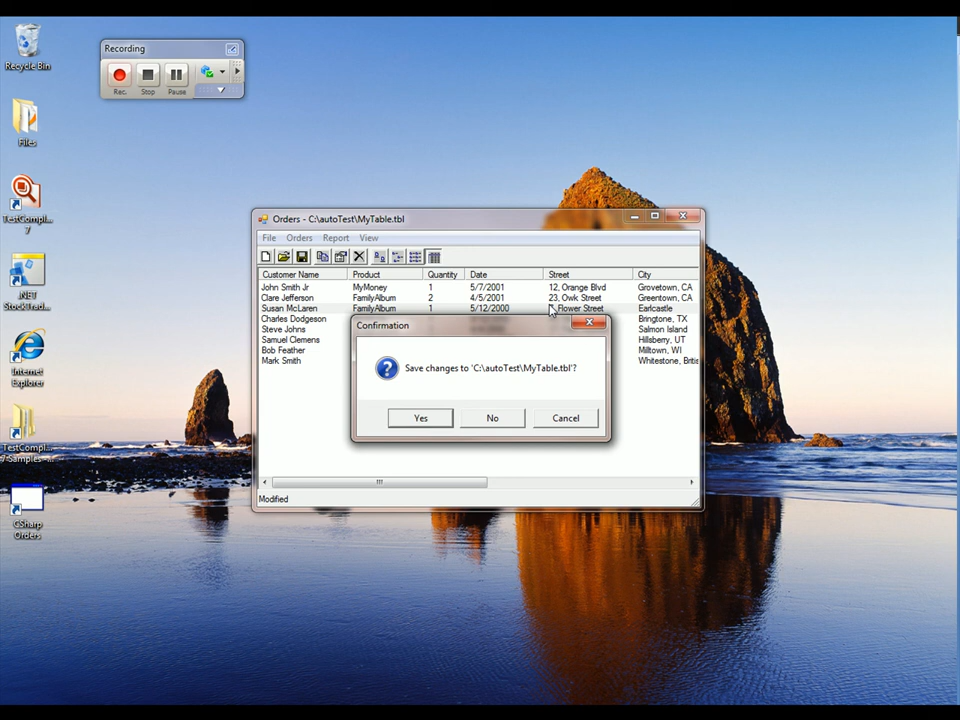 Recycle Bin
Files
TestCompl...
7
.NET
StockTrad...
Internet
Explorer
TestCompl...
7 Samples -...
CSharp
Orders
Recording
Rec. Stop Pause
Orders - C:\autoTest\MyTable.tbl
File Orders Report View
Customer Name Product Quantity Date Street City
John Smith Jr MyMoney 1 5/7/2001 12, Orange Blvd Grovetown, CA
Clare Jefferson FamilyAlbum 2 4/5/2001 23, Owk Street Greentown, CA
Susan McLaren FamilyAlbum 1 5/12/2000 Flower Street Earlcastle
Charles Dodgeson Bringtone, TX
Steve Johns Salmon Island
Samuel Clemens Hillsberry, UT
Bob Feather Milltown, WI
Mark Smith Whitestone, Britis
Confirmation
Save changes to 'C:\autoTest\MyTable.tbl'?
Yes No Cancel
Modified